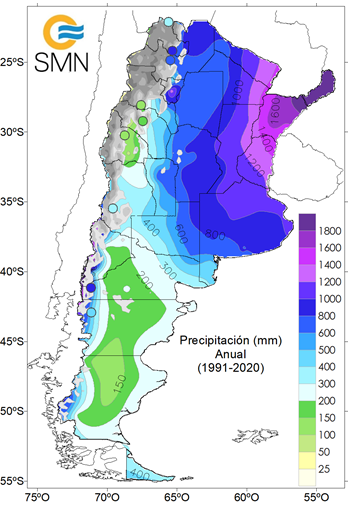 SMN
25°S
30°S
35°S
40°S
45°S
50°S
55°S
75°O
70°O
65°O
60°O
55°O
1000
1600
1400
1200
800
400
300
200
150
400
Precipitación (mm)
Anual
(1991-2020)
1800
1600
1400
1200
1000
800
600
500
400
300
200
150
100
50
25